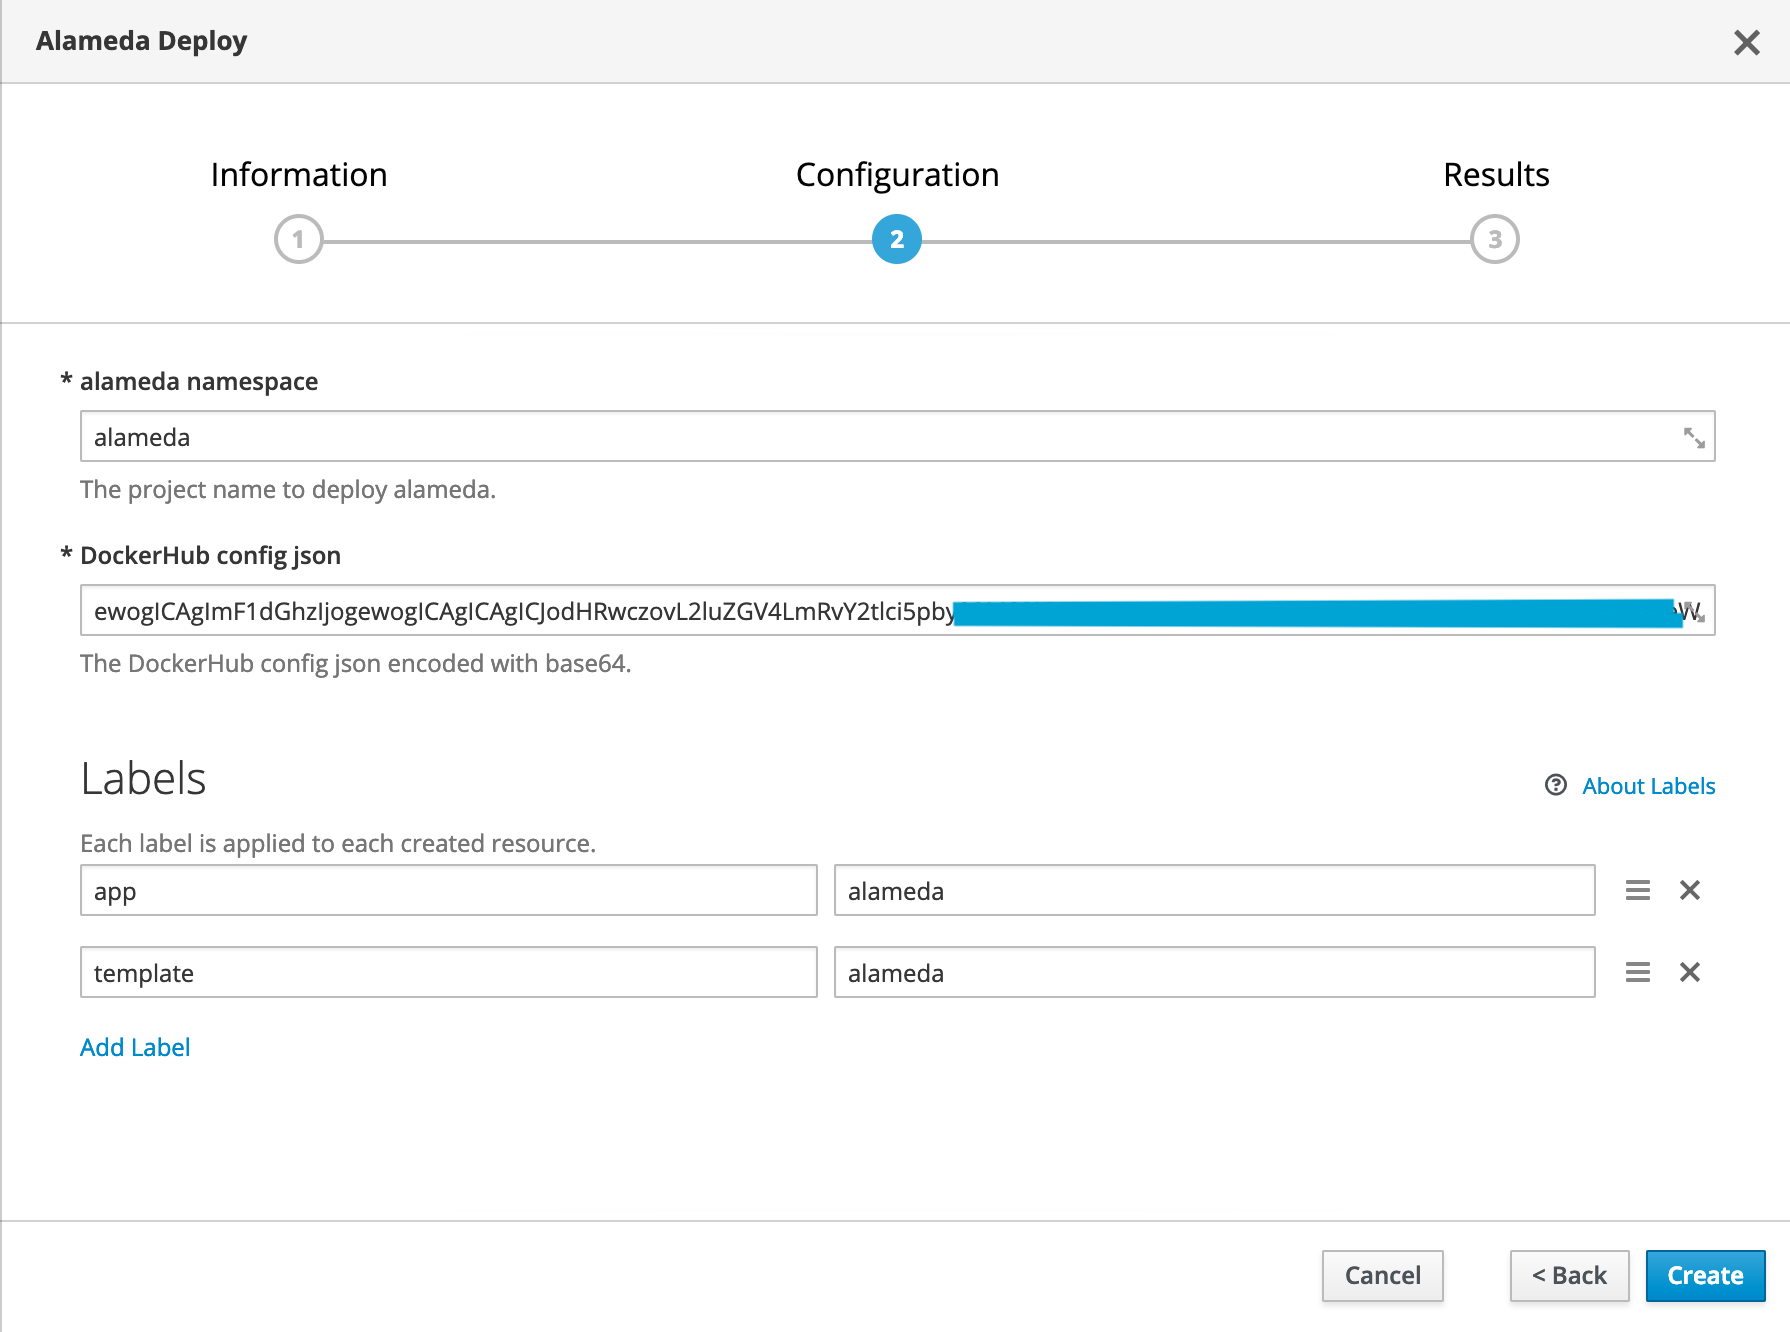 Alameda Deploy
Information
Configuration
Results
1
2
3
* alameda namespace
alameda
The project name to deploy alameda.
* DockerHub config json
ewogICAgImF1dGhzIjogewogICAgICAgICJodHRwczovL2luZGV4LmRvY2tlci5pby
The DockerHub config json encoded with base64.
Labels
About Labels
Each label is applied to each created resource.
app
alameda
template
alameda
Add Label
Cancel
< Back
Create